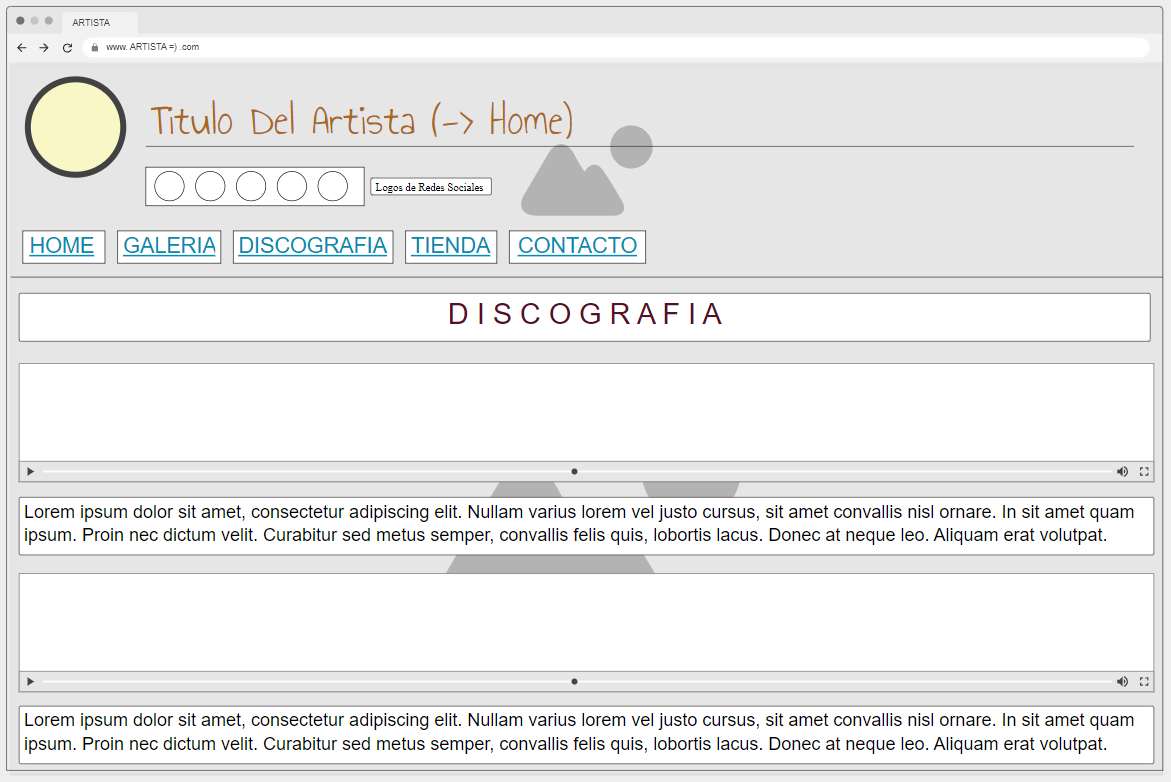 ARTISTA
www. ARTISTA =) .com
Titulo Del Artista (-> Home)
Logos de Redes Sociales
HOME GALERIA DISCOGRAFIA TIENDA CONTACTO
D I S C O G R A F I A
Lorem ipsum dolor sit amet, consectetur adipiscing elit. Nullam varius lorem vel justo cursus, sit amet convallis nisl ornare. In sit amet quam
ipsum. Proin nec dictum velit. Curabitur sed metus semper, convallis felis quis, lobortis lacus. Donec at neque leo. Aliquam erat volutpat.
Lorem ipsum dolor sit amet, consectetur adipiscing elit. Nullam varius lorem vel justo cursus, sit amet convallis nisl ornare. In sit amet quam
ipsum. Proin nec dictum velit. Curabitur sed metus semper, convallis felis quis, lobortis lacus. Donec at neque leo. Aliquam erat volutpat.